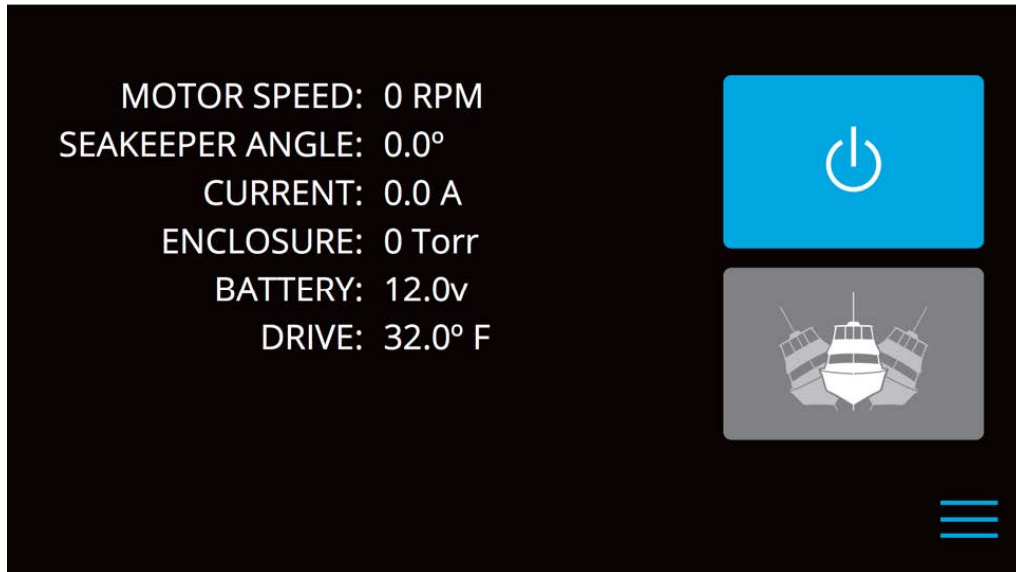 MOTOR SPEED: 0 RPM
SEAKEEPER ANGLE: 0.0º
CURRENT: 0.0 A
ENCLOSURE: 0 Torr
BATTERY: 12.0v
DRIVE: 32.0º F